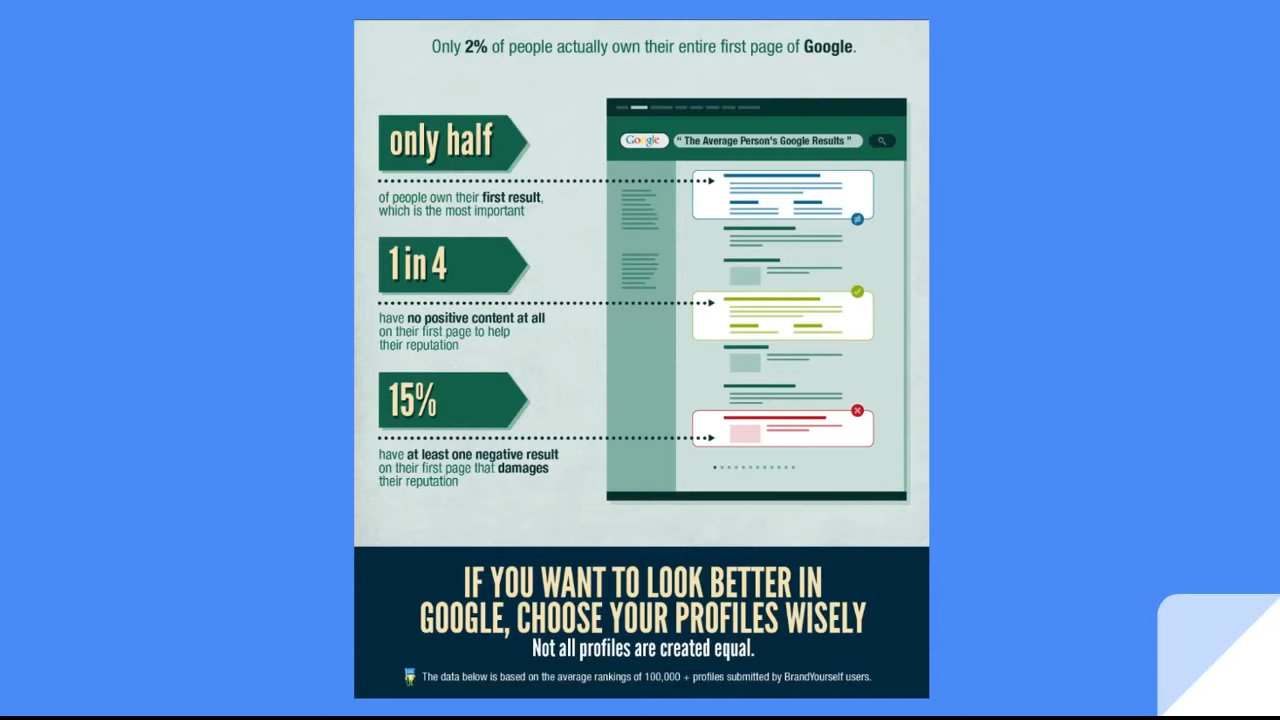 Only 2% of people actually own their entire first page of Google.
only half
of people own their first result,
which is the most important
1 in 4
have no positive content at all
on their first page to help
their reputation
15%
have at least one negative result
on their first page that damages
their reputation
Google
" The Average Person's Google Results "
IF YOU WANT TO LOOK BETTER IN
GOOGLE, CHOOSE YOUR PROFILES WISELY
Not all profiles are created equal.
The data below is based on the average rankings of 100,000 + profiles submitted by BrandYourself users.